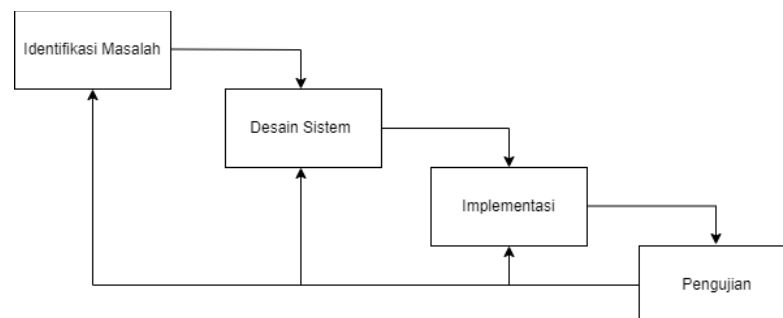 Identifikasi Masalah
Desain Sistem
Implementasi
Pengujian